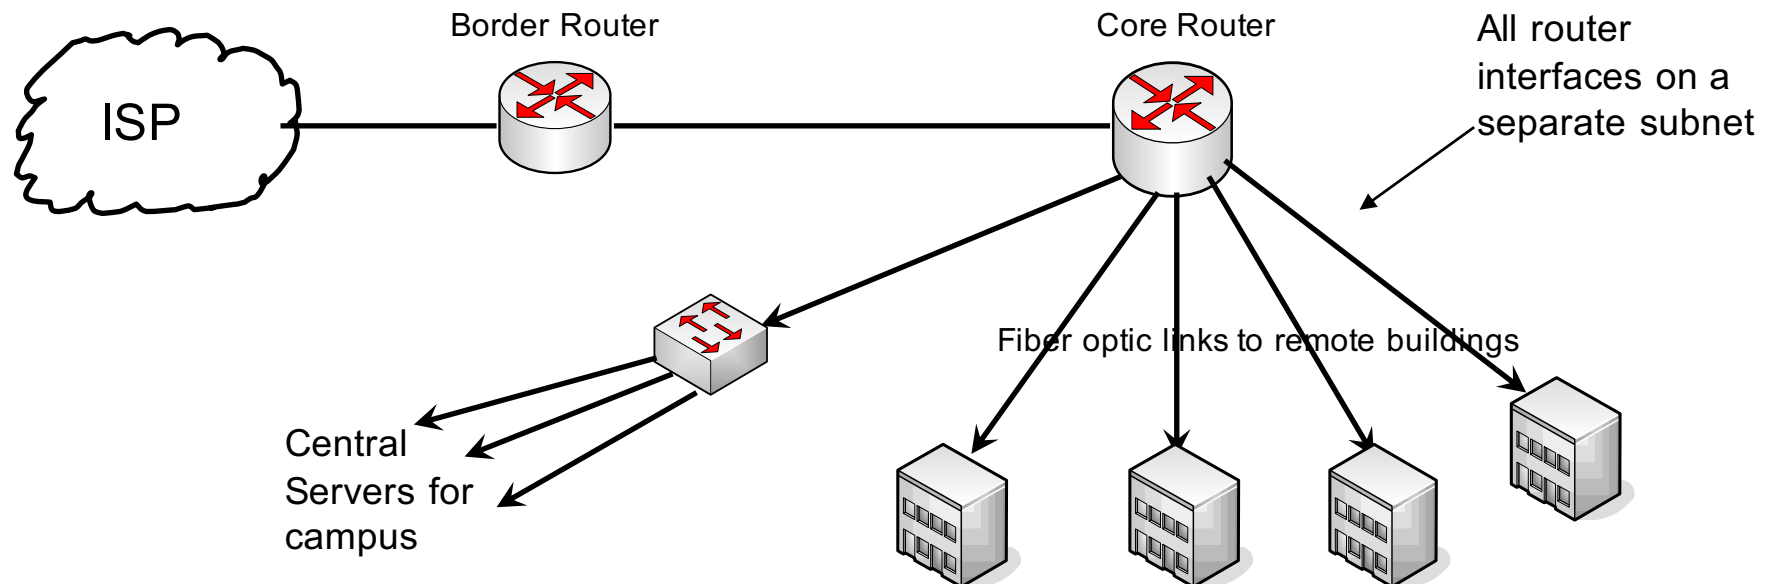 Border Router
Core Router
All router
interfaces on a
separate subnet
ISP
Fiber optic links to remote buildings
Central
Servers for
campus